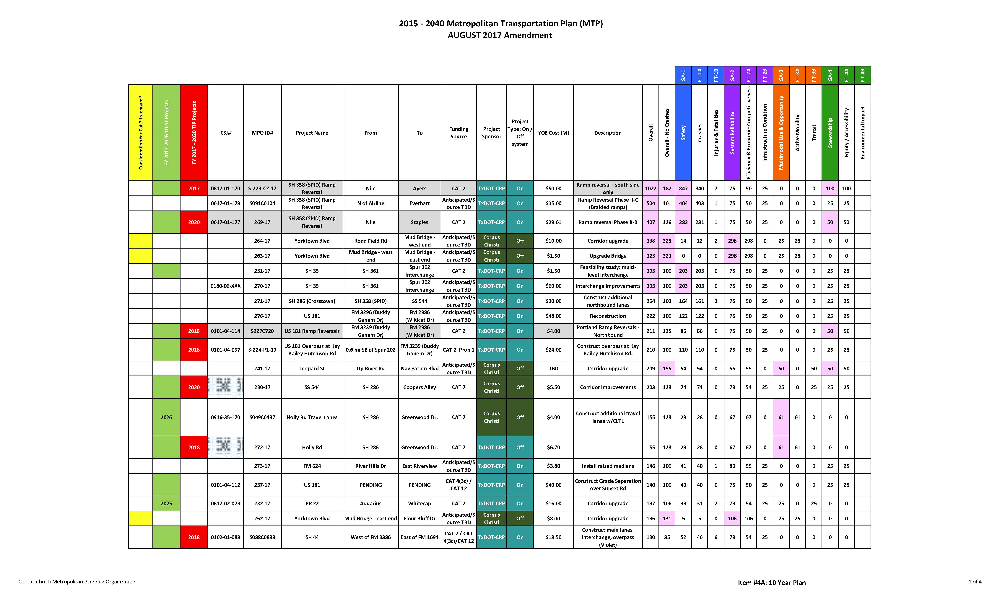 2015 - 2040 Metropolitan Transportation Plan (MTP)
AUGUST 2017 Amendment
GA-1 PT-1A PT-1B GA-2 PT-2A PT-2B GA-3 PT-3A PT-3B GA-4 PT-4A PT-4B
Consideration for Cat 7 freeboard?
FY 2017-2026 10-Yr Projects
FY 2017 - 2020 TIP Projects
CSJ#
MPO ID#
Project Name
From
To
Funding
Source
Project
Sponsor
Project
Type: On /
Off
system
YOE Cost (M)
Description
Overall
Overall - No Crashes
Safety
Crashes
Injuries & Fatalities
System Reliability
Efficiency & Economic Competitiveness
Infrastructure Condition
Multimodal Use & Opportunity
Active Mobility
Transit
Stewardship
Equity / Accessibility
Environmental Impact
2017 0617-01-170 S-229-C2-17 SH 358 (SPID) Ramp Reversal Nile Ayers CAT 2 TxDOT-CRP On $50.00 Ramp reversal - south side only 1022 182 847 840 7 75 50 25 0 0 0 100 100
0617-01-178 S091C0104 SH 358 (SPID) Ramp Reversal N of Airline Everhart Anticipated/S ource TBD TxDOT-CRP On $35.00 Ramp Reversal Phase II-C (Braided ramps) 504 101 404 403 1 75 50 25 0 0 0 25 25
2020 0617-01-177 269-17 SH 358 (SPID) Ramp Reversal Nile Staples CAT 2 TxDOT-CRP On $29.61 Ramp reversal Phase II-B 407 126 282 281 1 75 50 25 0 0 0 50 50
264-17 Yorktown Blvd Rodd Field Rd Mud Bridge - west end Anticipated/S ource TBD Corpus Christi Off $10.00 Corridor upgrade 338 325 14 12 2 298 298 0 25 25 0 0 0
263-17 Yorktown Blvd Mud Bridge - west end Mud Bridge - east end Anticipated/S ource TBD Corpus Christi Off $1.50 Upgrade Bridge 323 323 0 0 0 298 298 0 25 25 0 0 0
231-17 SH 35 SH 361 Spur 202 Interchange CAT 2 TxDOT-CRP On $1.50 Feasibility study: multi- level interchange 303 100 203 203 0 75 50 25 0 0 0 25 25
0180-06-XXX 270-17 SH 35 SH 361 Spur 202 Interchange Anticipated/S ource TBD TxDOT-CRP On $60.00 Interchange Improvements 303 100 203 203 0 75 50 25 0 0 0 25 25
271-17 SH 286 (Crosstown) SH 358 (SPID) SS 544 Anticipated/S ource TBD TxDOT-CRP On $30.00 Construct additional northbound lanes 264 103 164 161 3 75 50 25 0 0 0 25 25
276-17 US 181 FM 3296 (Buddy Ganem Dr) FM 2986 (Wildcat Dr) Anticipated/S ource TBD TxDOT-CRP On $48.00 Reconstruction 222 100 122 122 0 75 50 25 0 0 0 25 25
2018 0101-04-114 S227C720 US 181 Ramp Reversals FM 3239 (Buddy Ganem Dr) FM 2986 (Wildcat Dr) CAT 2 TxDOT-CRP On $4.00 Portland Ramp Reversals - Northbound 211 125 86 86 0 75 50 25 0 0 0 50 50
2018 0101-04-097 S-224-P1-17 US 181 Overpass at Kay Bailey Hutchison Rd 0.6 mi SE of Spur 202 FM 3239 (Buddy Ganem Dr) CAT 2, Prop 1 TxDOT-CRP On $24.00 Construct overpass at Kay Bailey Hutchison Rd. 210 100 110 110 0 75 50 25 0 0 0 25 25
241-17 Leopard St Up River Rd Navigation Blvd Anticipated/S ource TBD Corpus Christi Off TBD Corridor upgrade 209 155 54 54 0 55 55 0 50 0 50 50 50
2020 230-17 SS 544 SH 286 Coopers Alley CAT 7 Corpus Christi Off $5.50 Corridor improvements 203 129 74 74 0 79 54 25 25 0 25 25 25
2026 0916-35-170 S049C0497 Holly Rd Travel Lanes SH 286 Greenwood Dr. CAT 7 Corpus Christi Off $4.00 Construct additional travel lanes w/CLTL 155 128 28 28 0 67 67 0 61 61 0 0 0
2018 272-17 Holly Rd SH 286 Greenwood Dr. CAT 7 TxDOT-CRP Off $6.70 155 128 28 28 0 67 67 0 61 61 0 0 0
273-17 FM 624 River Hills Dr East Riverview Anticipated/S ource TBD TxDOT-CRP On $3.80 Install raised medians 146 106 41 40 1 80 55 25 0 0 0 25 25
0101-04-112 237-17 US 181 PENDING PENDING CAT 4(3c) / CAT 12 TxDOT-CRP On $40.00 Construct Grade Seperation over Sunset Rd 140 100 40 40 0 75 50 25 0 0 0 25 25
2025 0617-02-073 232-17 PR 22 Aquarius Whitecap CAT 2 TxDOT-CRP On $16.00 Corridor upgrade 137 106 33 31 2 79 54 25 25 0 25 0 0
262-17 Yorktown Blvd Mud Bridge - east end Flour Bluff Dr Anticipated/S ource TBD Corpus Christi Off $8.00 Corridor upgrade 136 131 5 5 0 106 106 0 25 25 0 0 0
2018 0102-01-088 S088C0899 SH 44 West of FM 3386 East of FM 1694 CAT 2 / CAT 4(3c)/CAT 12 TxDOT-CRP On $18.50 Construct main lanes, interchange; overpass (Violet) 130 85 52 46 6 79 54 25 0 0 0 0 0
Corpus Christi Metropolitan Planning Organization
Item #4A: 10 Year Plan
1 of 4